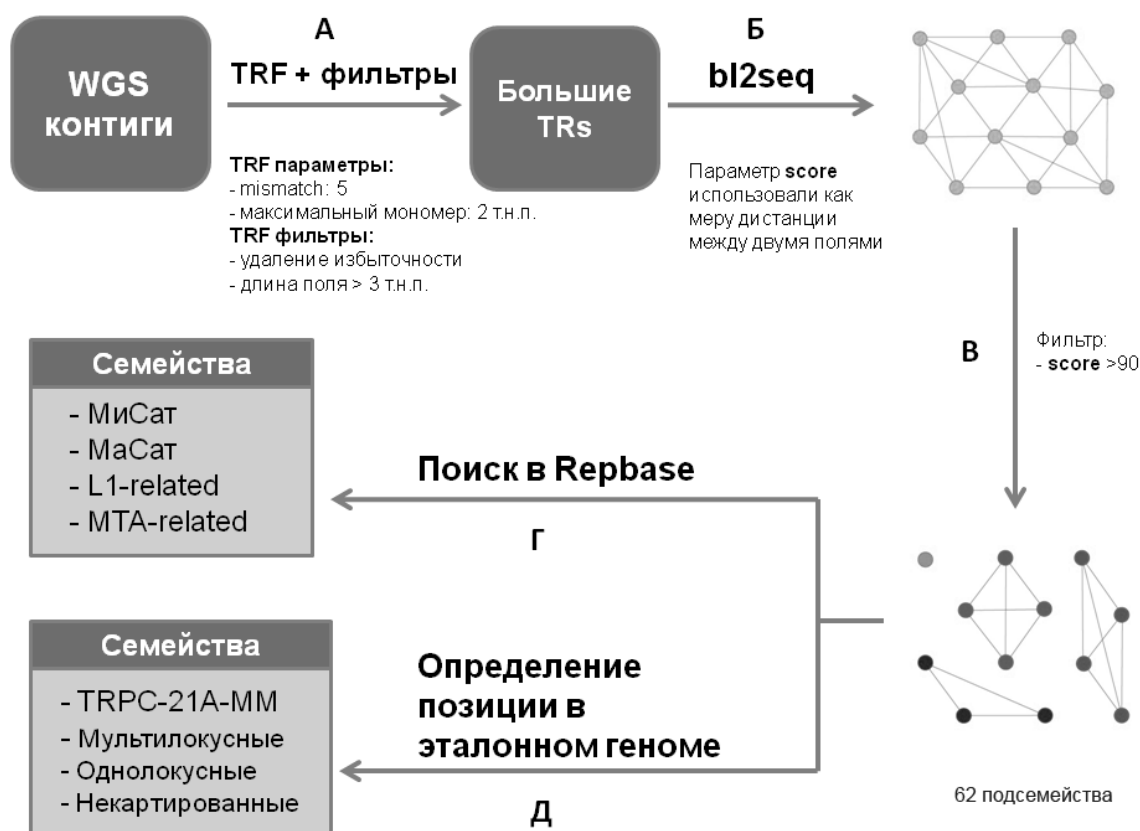 WGS
контиги
А
TRF + фильтры
TRF параметры:
- mismatch: 5
- максимальный мономер: 2 т.н.п.
TRF фильтры:
- удаление избыточности
- длина поля > 3 т.н.п.
Большие
TRs
Б
bl2seq
Параметр score
использовали как
меру дистанции
между двумя полями
В
Фильтр:
- score >90
62 подсемейства
Поиск в Repbase
Г
Семейства
- МиСат
- МаСат
- L1-related
- MTA-related
Определение
позиции в
эталонном геноме
Д
Семейства
- TRPC-21A-MM
- Мультилокусные
- Однолокусные
- Некартированные